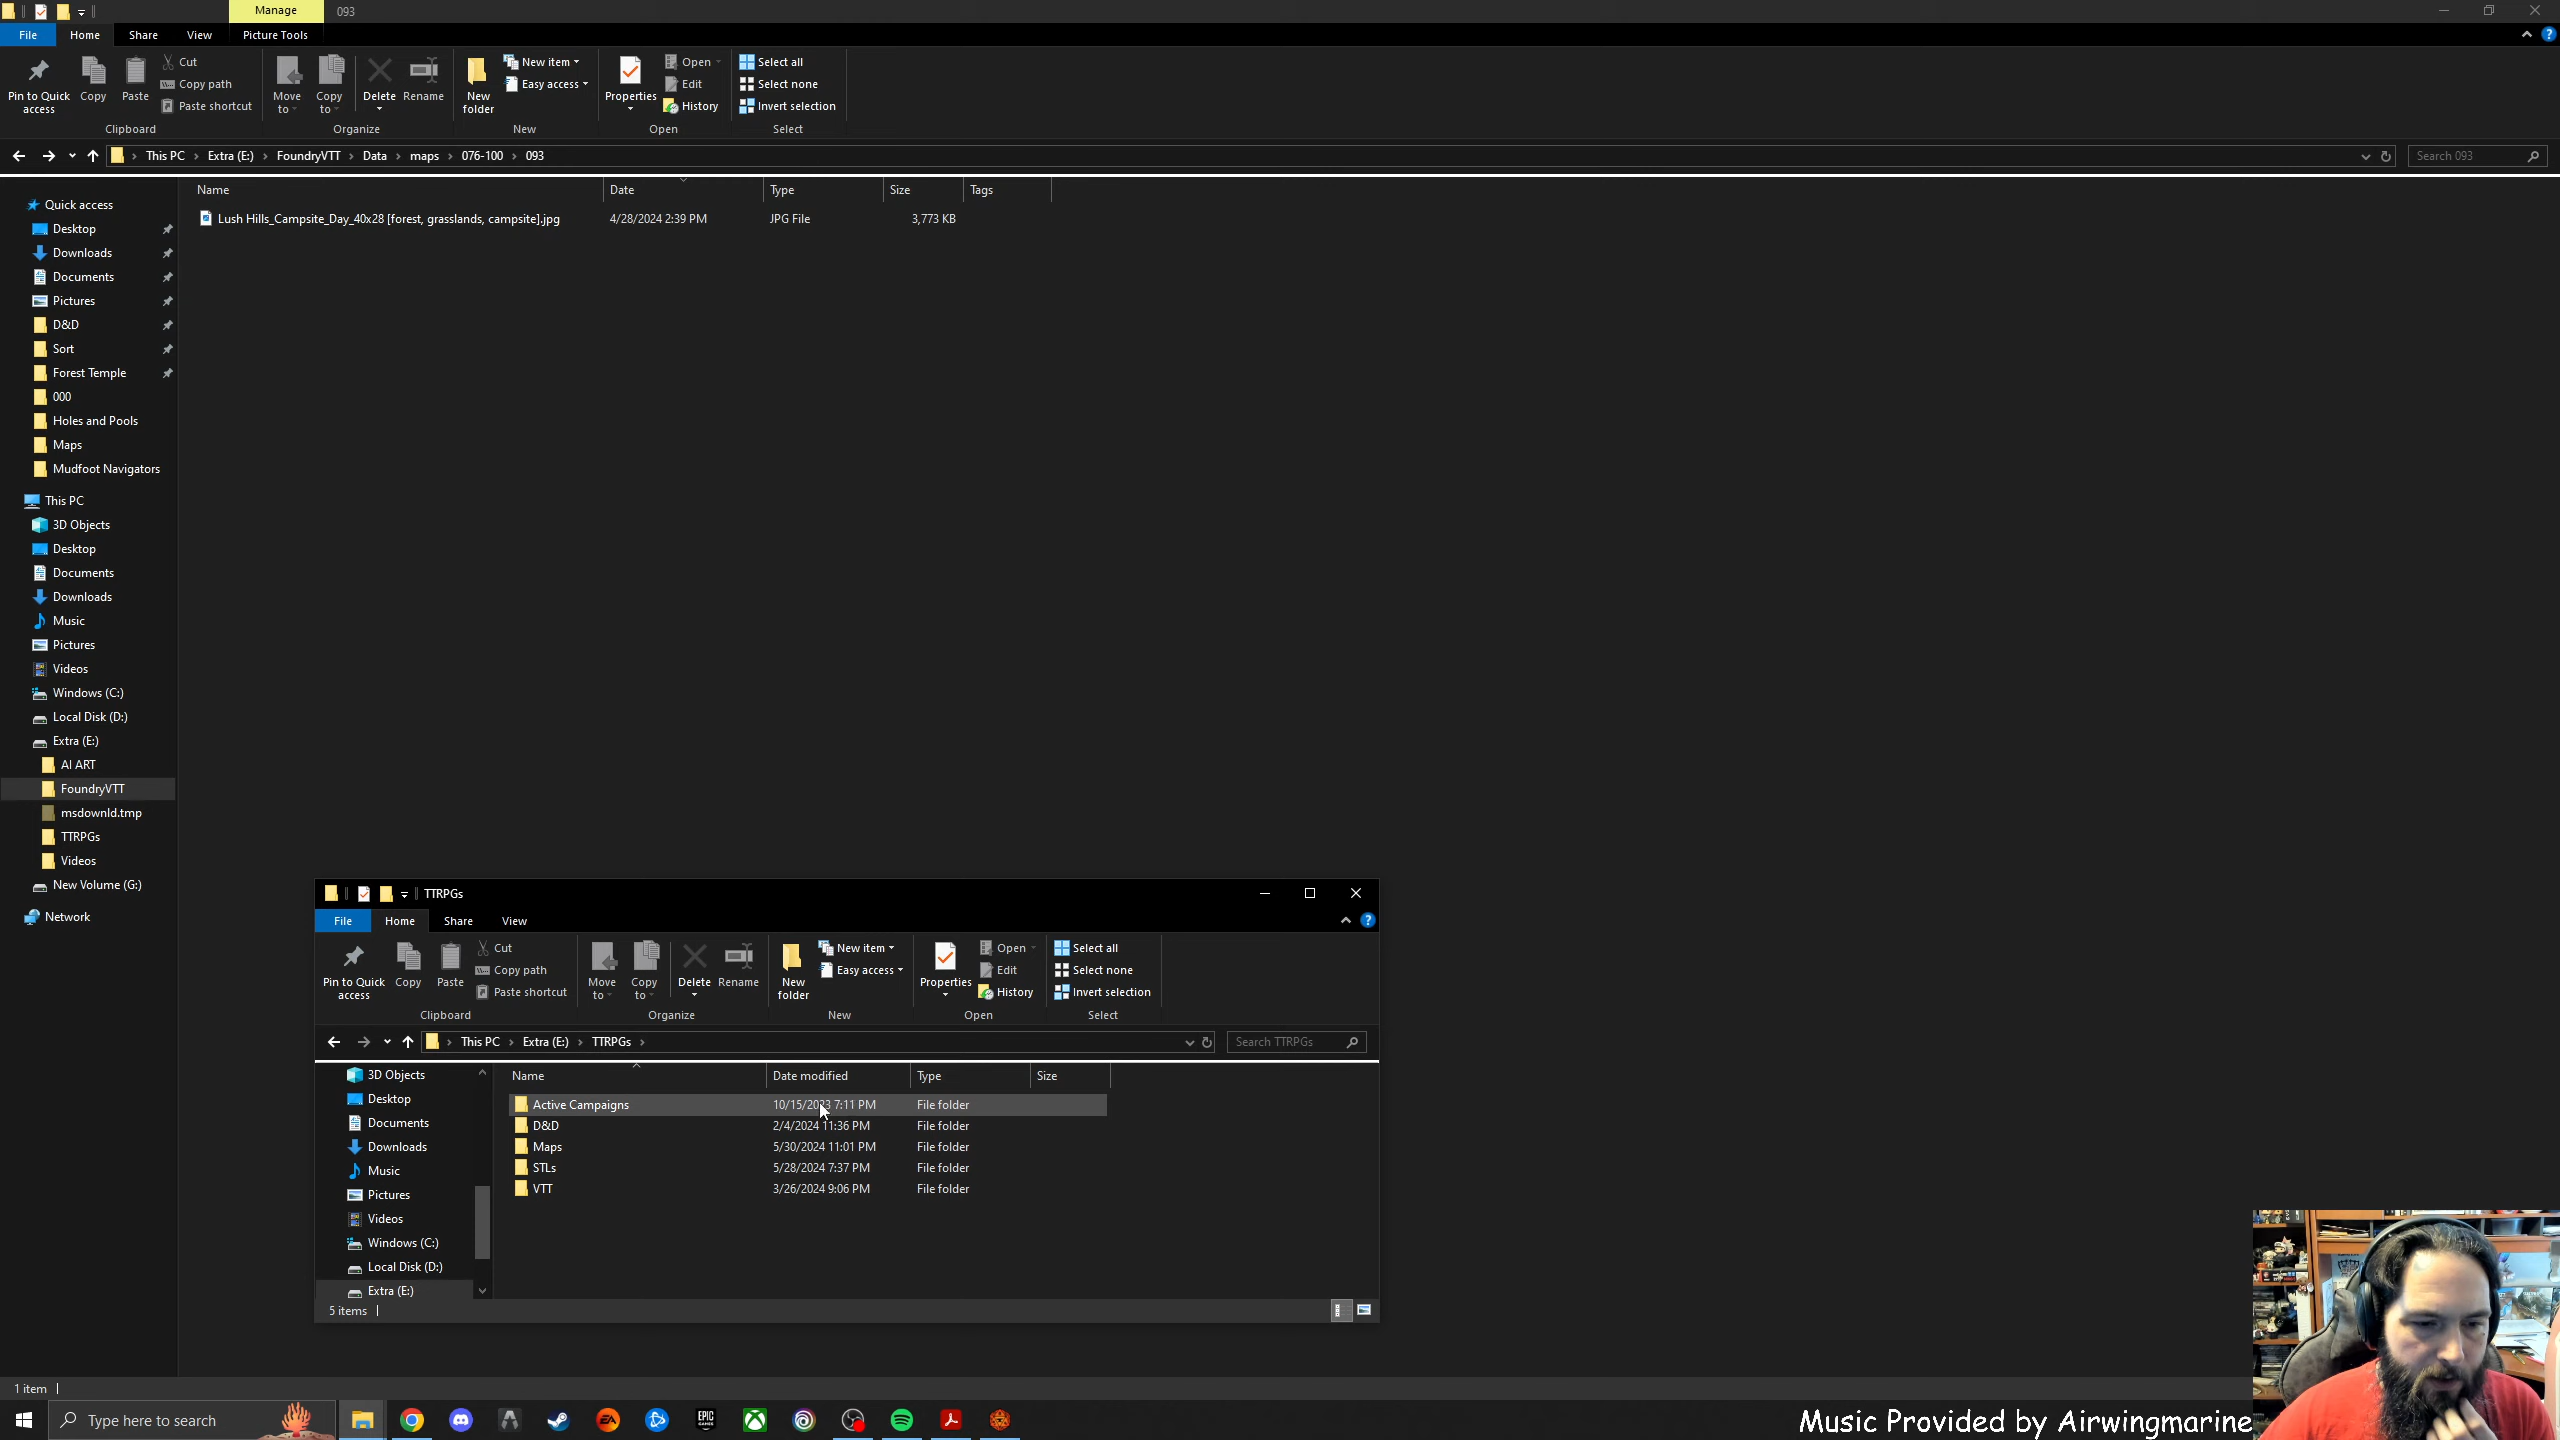 Manage 093
File Home Share View Picture Tools
Pin to Quick access Copy Paste Cut Copy path Paste shortcut Move to Copy to Delete Rename New folder New item Easy access Properties Open Edit History Select all Select none Invert selection
Clipboard Organize New Open Select
This PC > Extra (E:) > FoundryVTT > Data > maps > 076-100 > 093 Search 093
Name Date Type Size Tags
Lush Hills_Campsite_Day_40x28 [forest, grasslands, campsite].jpg 4/28/2024 2:39 PM JPG File 3,773 KB
Quick access
Desktop
Downloads
Documents
Pictures
D&D
Sort
Forest Temple
000
Holes and Pools
Maps
Mudfoot Navigators
This PC
3D Objects
Desktop
Documents
Downloads
Music
Pictures
Videos
Windows (C:)
Local Disk (D:)
Extra (E:)
AI ART
FoundryVTT
msdownld.tmp
TTRPGs
Videos
New Volume (G:)
Network
TTRPGs
File Home Share View
Pin to Quick access Copy Paste Cut Copy path Paste shortcut Move to Copy to Delete Rename New folder New item Easy access Properties Open Edit History Select all Select none Invert selection
Clipboard Organize New Open Select
This PC > Extra (E:) > TTRPGs > Search TTRPGs
Name Date modified Type Size
Active Campaigns 10/15/2023 7:11 PM File folder
D&D 2/4/2024 11:36 PM File folder
Maps 5/30/2024 11:01 PM File folder
STLs 5/28/2024 7:37 PM File folder
VTT 3/26/2024 9:06 PM File folder
3D Objects
Desktop
Documents
Downloads
Music
Pictures
Videos
Windows (C:)
Local Disk (D:)
Extra (E:)
5 items
1 item
Type here to search
EPIC GAMES
EA
Music Provided by Airwingmarine